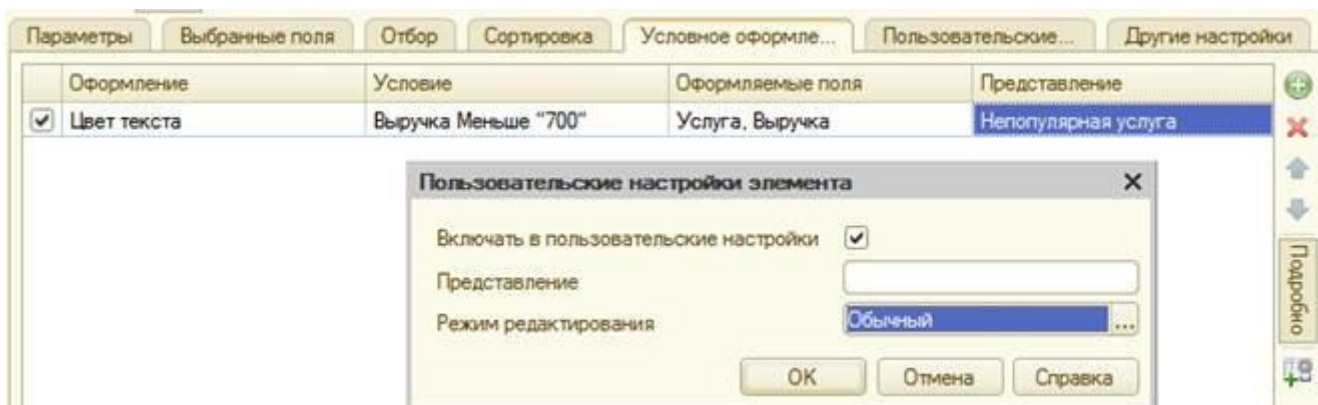 Параметры Выбранные поля Отбор Сортировка Условное оформле... Пользовательские... Другие настройки
Оформление Условие Оформляемые поля Представление
Цвет текста Выручка Меньше "700" Услуга, Выручка Непопулярная услуга
Пользовательские настройки элемента
Включать в пользовательские настройки
Представление
Режим редактирования Обычный ...
ОК Отмена Справка
Подробно